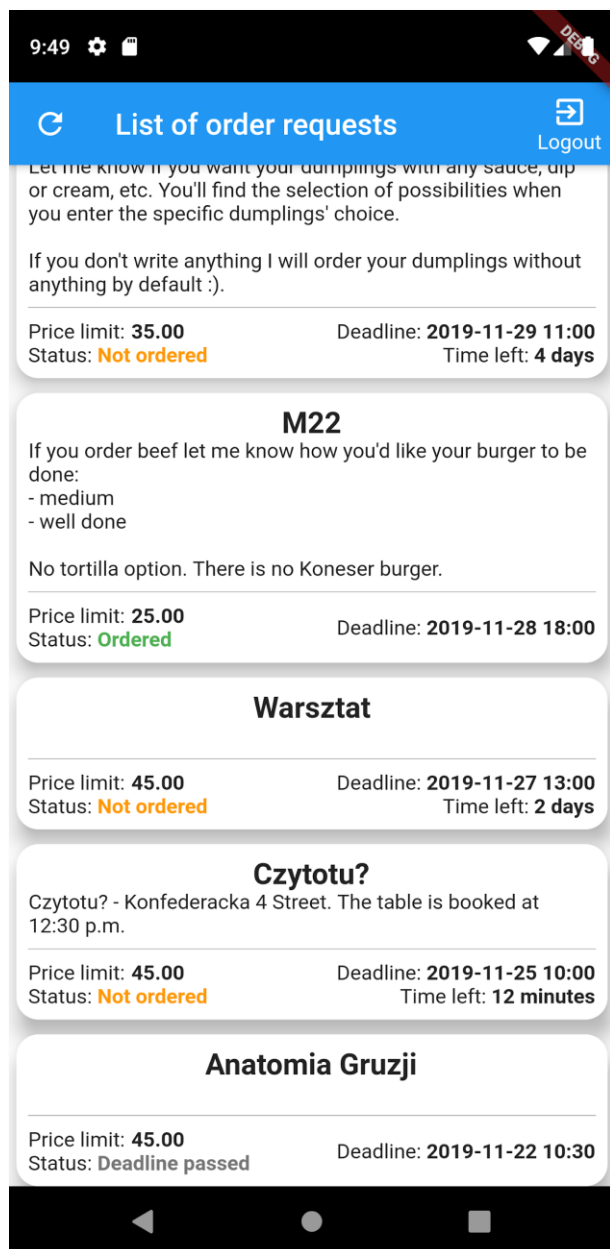 9:49
DEBUG
List of order requests
Logout
Let me know if you want your dumplings with any sauce, dip
or cream, etc. You'll find the selection of possibilities when
you enter the specific dumplings' choice.
If you don't write anything I will order your dumplings without
anything by default :).
Price limit: 35.00
Deadline: 2019-11-29 11:00
Status: Not ordered
Time left: 4 days
M22
If you order beef let me know how you'd like your burger to be
done:
- medium
- well done
No tortilla option. There is no Koneser burger.
Price limit: 25.00
Status: Ordered
Deadline: 2019-11-28 18:00
Warsztat
Price limit: 45.00
Deadline: 2019-11-27 13:00
Status: Not ordered
Time left: 2 days
Czytotu?
Czytotu? - Konfederacka 4 Street. The table is booked at
12:30 p.m.
Price limit: 45.00
Deadline: 2019-11-25 10:00
Status: Not ordered
Time left: 12 minutes
Anatomia Gruzji
Price limit: 45.00
Status: Deadline passed
Deadline: 2019-11-22 10:30